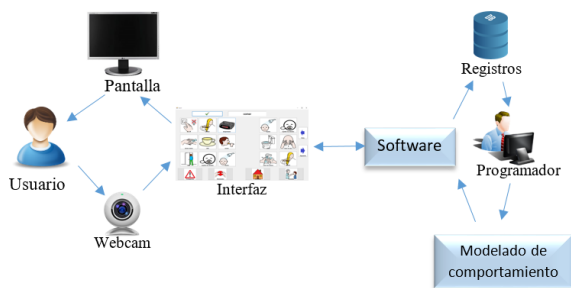 Pantalla
Registros
Usuario
Webcam
Interfaz
Software
Programador
Modelado de
comportamiento